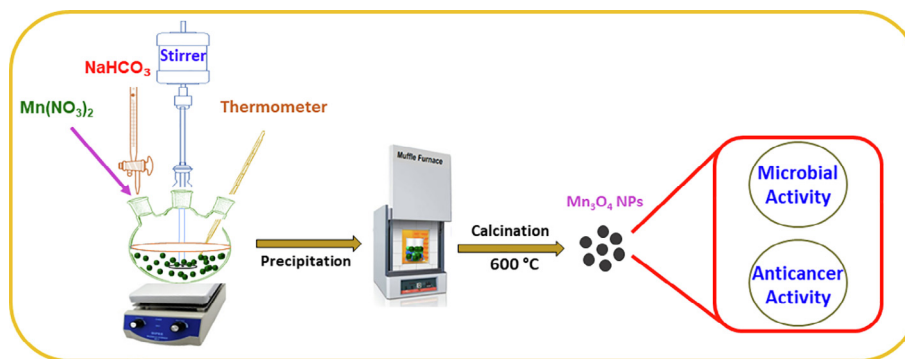 Stirrer
NaHCO₃
Mn(NO₃)₂
Thermometer
Precipitation
Muffle Furnace
Calcination
600 °C
Mn₃O₄ NPs
Microbial
Activity
Anticancer
Activity